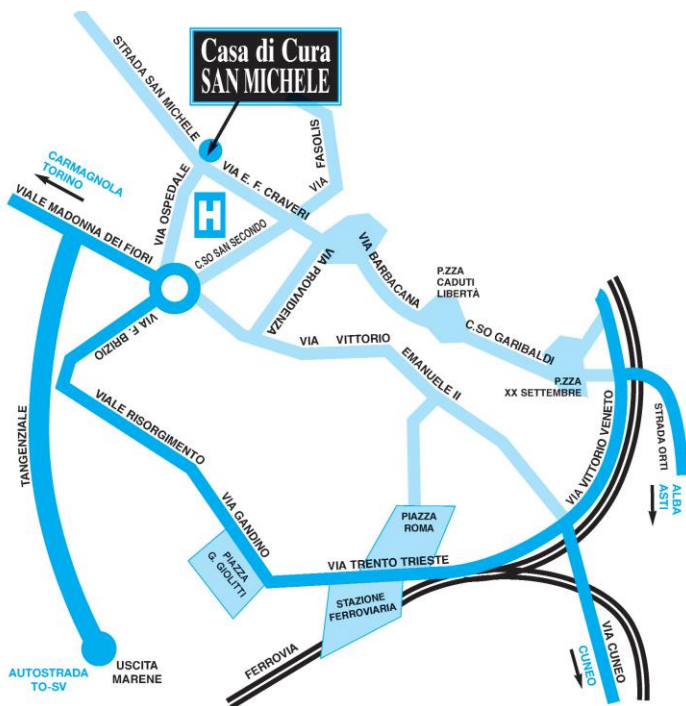 STRADA SAN MICHELE
Casa di Cura
SAN MICHELE
VIA FASOLIS
CARMAGNOLA
TORINO
VIALE MADONNA DEI FIORI
VIA OSPEDALE
H
VIA E. F. CRAVERI
C.SO SAN SECONDO
VIA PROVVIDENZA
VIA BARBACANA
P.ZZA
CADUTI
LIBERTÀ
C.SO GARIBALDI
VIA F. BRIZIO
VIA VITTORIO EMANUELE II
P.ZZA
XX SETTEMBRE
TANGENZIALE
VIALE RISORGIMENTO
VIA VITTORIO VENETO
STRADA ORTI
ALBA
ASTI
VIA GANDINO
PIAZZA
G. GIOLITTI
PIAZZA
ROMA
VIA TRENTO TRIESTE
STAZIONE
FERROVIARIA
FERROVIA
VIA CUNEO
CUNEO
AUTOSTRADA
TO-SV
USCITA
MARENE